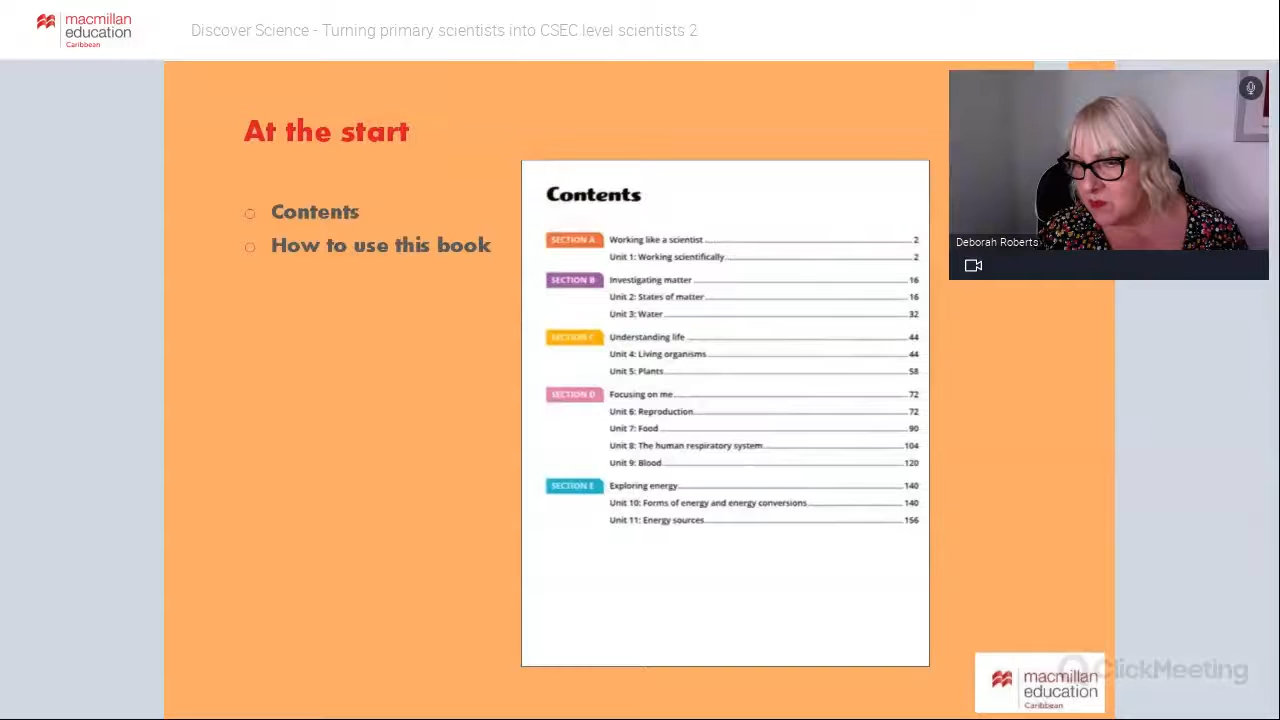 macmillan
education
Caribbean
Discover Science - Turning primary scientists into CSEC level scientists 2
At the start
Contents
How to use this book
Contents
SECTION A Working like a scientist 2
Unit 1: Working scientifically 2
SECTION B Investigating matter 16
Unit 2: States of matter 16
Unit 3: Water 32
SECTION C Understanding life 44
Unit 4: Living organisms 44
Unit 5: Plants 58
SECTION D Focusing on me 72
Unit 6: Reproduction 72
Unit 7: Food 90
Unit 8: The human respiratory system 104
Unit 9: Blood 120
SECTION E Exploring energy 140
Unit 10: Forms of energy and energy conversions 140
Unit 11: Energy sources 156
Deborah Roberts
macmillan
education
Caribbean
ClickMeeting